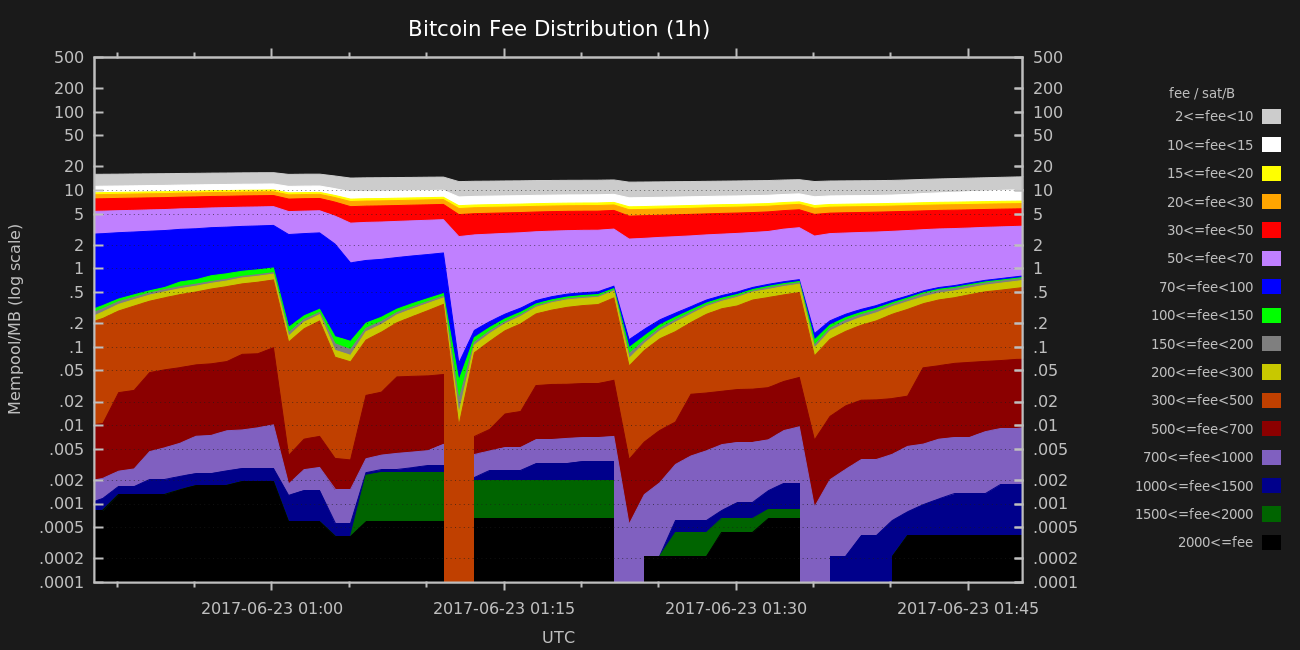 Bitcoin Fee Distribution (1h)
Mempool/MB (log scale)
500
200
100
50
20
10
5
2
1
.5
.2
.1
.05
.02
.01
.005
.002
.001
.0005
.0002
.0001
500
200
100
50
20
10
5
2
1
.5
.2
.1
.05
.02
.01
.005
.002
.001
.0005
.0002
.0001
2017-06-23 01:00
2017-06-23 01:15
2017-06-23 01:30
2017-06-23 01:45
UTC
fee / sat/B
2<=fee<10
10<=fee<15
15<=fee<20
20<=fee<30
30<=fee<50
50<=fee<70
70<=fee<100
100<=fee<150
150<=fee<200
200<=fee<300
300<=fee<500
500<=fee<700
700<=fee<1000
1000<=fee<1500
1500<=fee<2000
2000<=fee